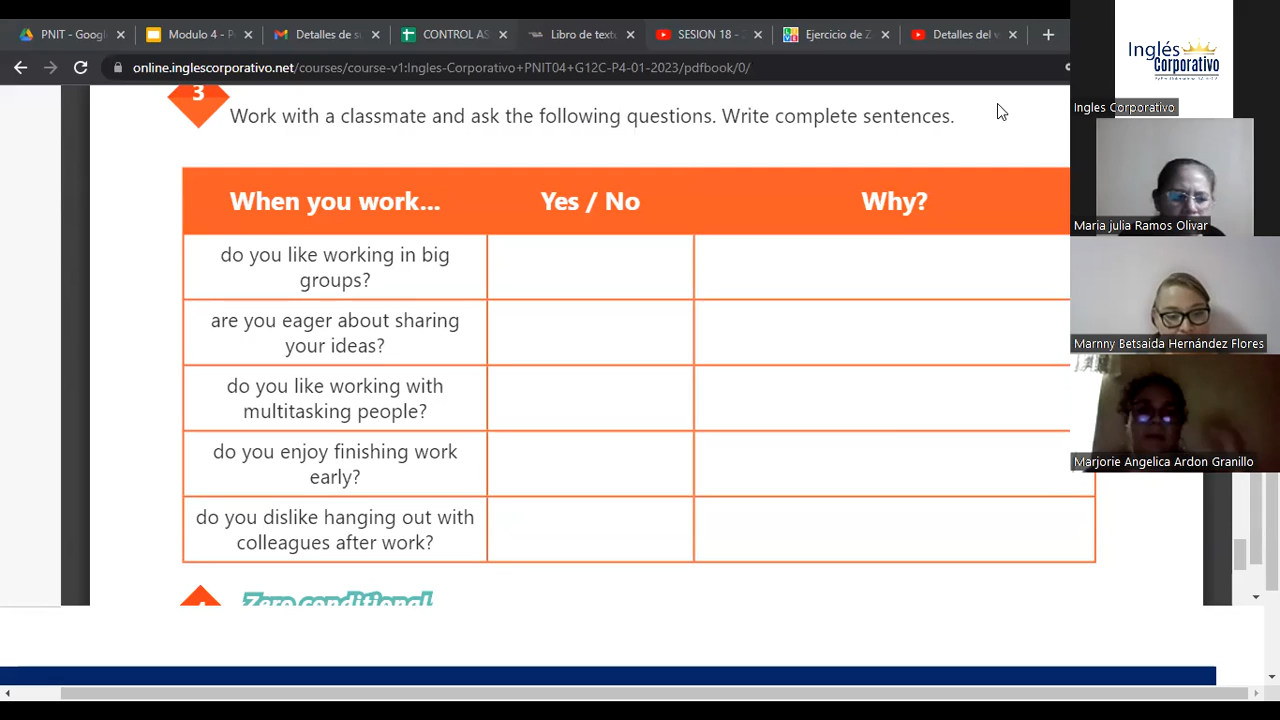 PNIT - Goog
Modulo 4 - P
Detalles de su
CONTROL AS
Libro de text
SESION 18 -
Ejercicio de Z
Detalles del v
online.inglescorporativo.net/courses/course-v1:Ingles-Corporativo+PNIT04+G12C-P4-01-2023/pdfbook/0/
3
Work with a classmate and ask the following questions. Write complete sentences.
When you work...
Yes / No
Why?
do you like working in big
groups?
are you eager about sharing
your ideas?
do you like working with
multitasking people?
do you enjoy finishing work
early?
do you dislike hanging out with
colleagues after work?
Zero conditional
Inglés
Corporativo
Ingles Corporativo
Maria julia Ramos Olivar
Marnny Betsaida Hernández Flores
Marjorie Angelica Ardon Granillo